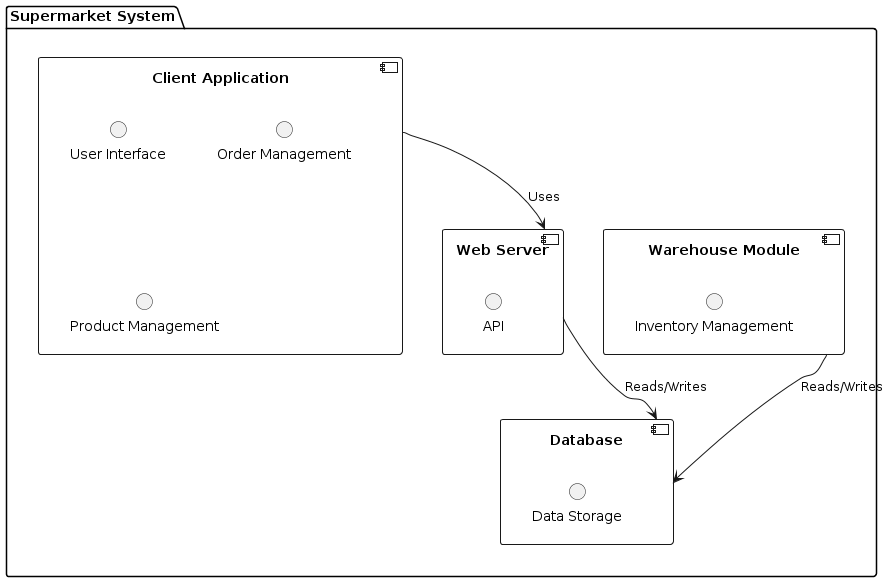 Supermarket System
Client Application
User Interface
Order Management
Product Management
Uses
Web Server
API
Warehouse Module
Inventory Management
Reads/Writes
Reads/Writes
Database
Data Storage